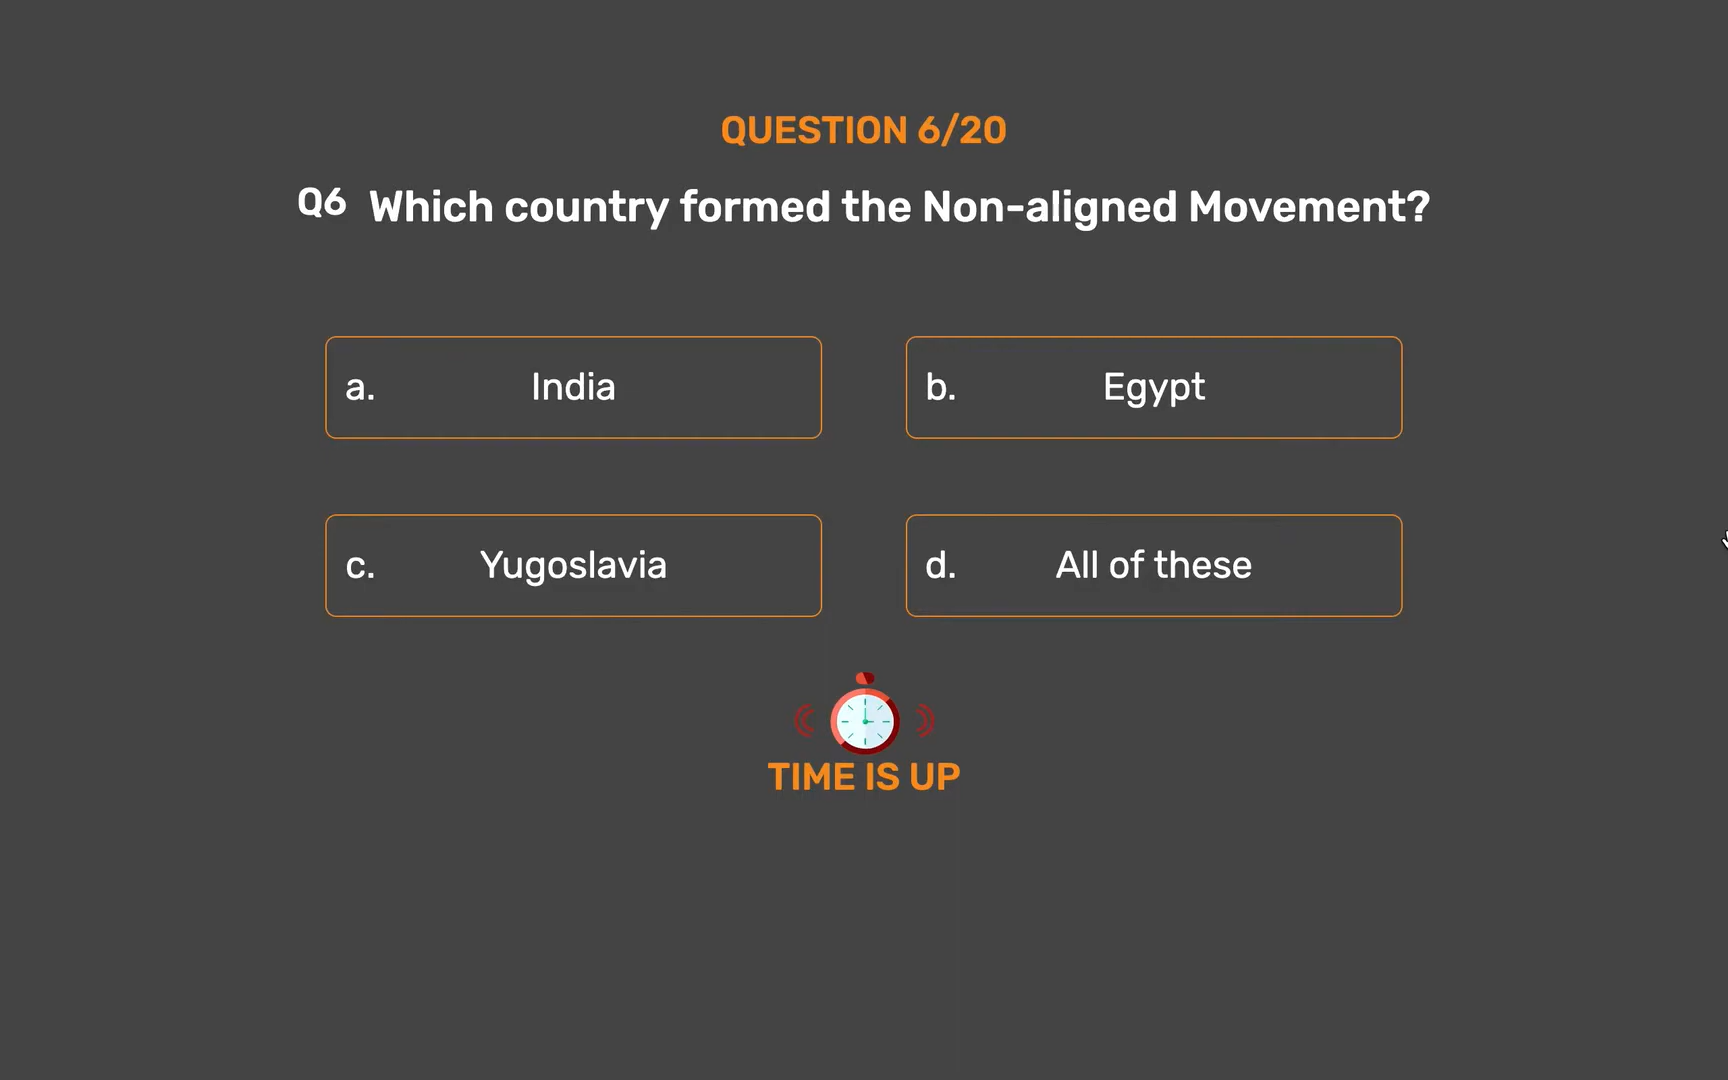 QUESTION 6/20
Q6 Which country formed the Non-aligned Movement?
a. India
b. Egypt
c. Yugoslavia
d. All of these
TIME IS UP